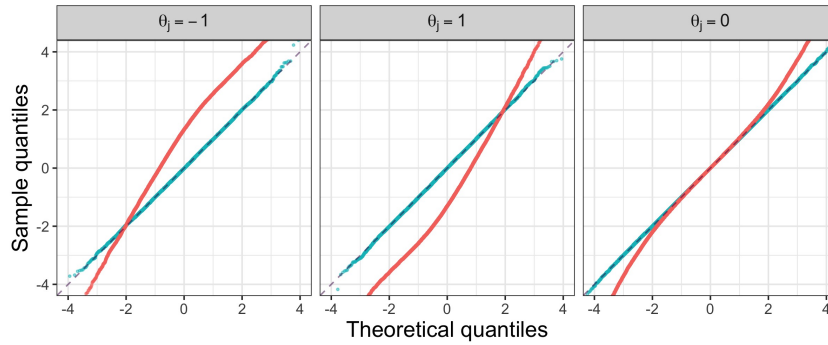 θj = −1
θj = 1
θj = 0
Sample quantiles
4
2
0
-2
-4
-4 -2 0 2 4
-4 -2 0 2 4
-4 -2 0 2 4
Theoretical quantiles